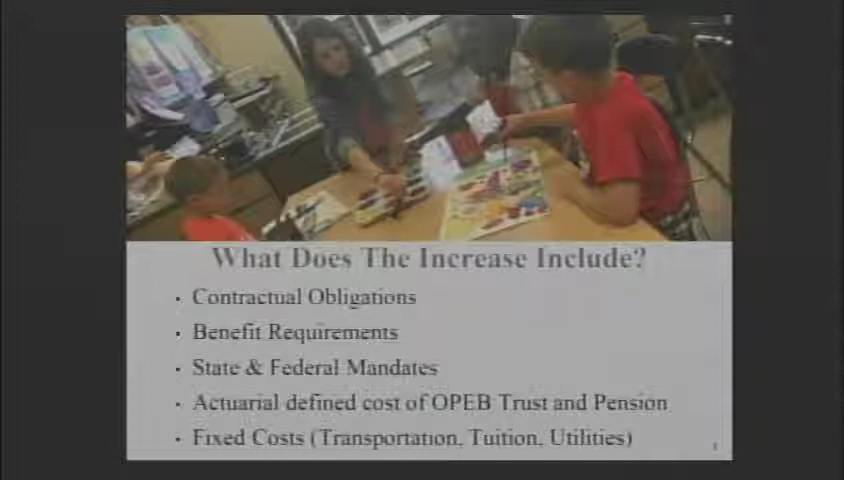 What Does The Increase Include?
• Contractual Obligations
• Benefit Requirements
• State & Federal Mandates
• Actuarial defined cost of OPEB Trust and Pension
• Fixed Costs (Transportation, Tuition, Utilities)